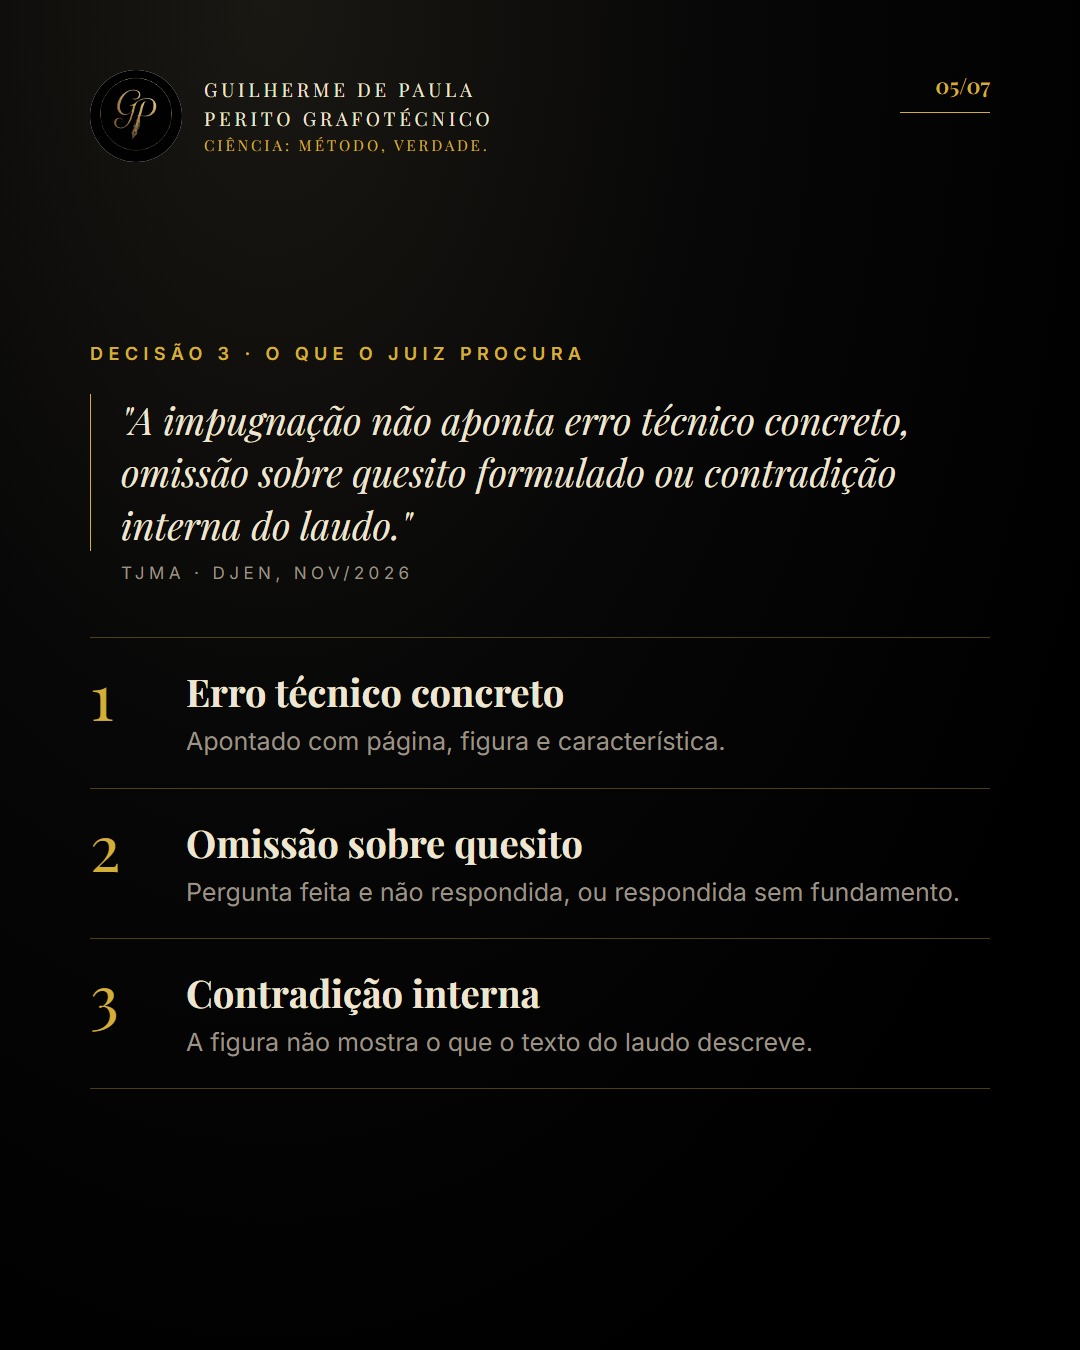 GP
GUILHERME DE PAULA
PERITO GRAFOTÉCNICO
CIÊNCIA: MÉTODO, VERDADE.
05/07
DECISÃO 3 · O QUE O JUIZ PROCURA
"A impugnação não aponta erro técnico concreto,
omissão sobre quesito formulado ou contradição
interna do laudo."
TJMA · DJEN, NOV/2026
1
Erro técnico concreto
Apontado com página, figura e característica.
2
Omissão sobre quesito
Pergunta feita e não respondida, ou respondida sem fundamento.
3
Contradição interna
A figura não mostra o que o texto do laudo descreve.